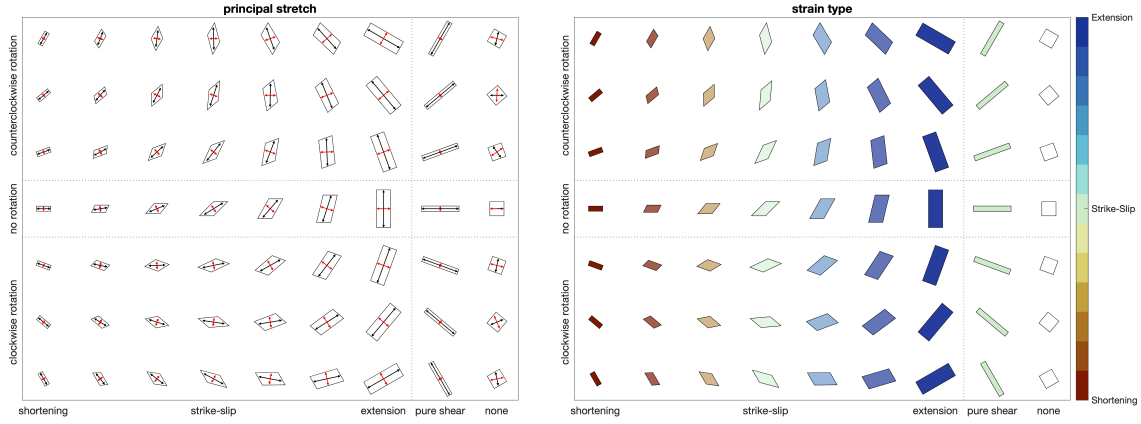 principal stretch
strain type
counterclockwise rotation
no rotation
clockwise rotation
shortening
strike-slip
extension
pure shear
none
counterclockwise rotation
no rotation
clockwise rotation
shortening
strike-slip
extension
pure shear
none
Extension
Strike-Slip
Shortening